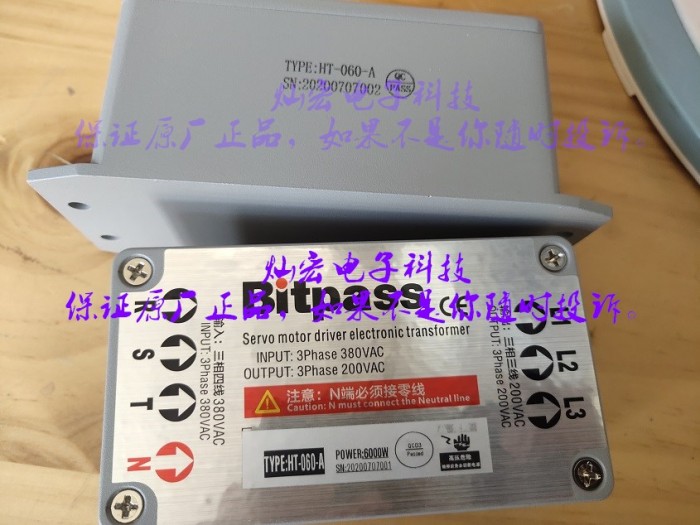 TYPE:HT-060-A
SN:20200707002
QC
PASS
灿宏电子科技
保证原厂正品，如果不是你随时投诉。
灿宏电子科技
Bitpass
CE
保证原厂正品，如果不是你随时投诉。
Servo motor driver electronic transformer
INPUT: 3Phase 380VAC
OUTPUT: 3Phase 200VAC
注意：N端必须接零线
Caution: N must connect the Neutral line
R
S
T
N
输入：三相四线 380VAC
INPUT: 3Phase 380VAC
输出：三相三线 200VAC
OUTPUT: 3Phase 200VAC
L1
L2
L3
TYPE:HT-060-A
POWER:6000W
SN:20200707001
Passed
高压危险